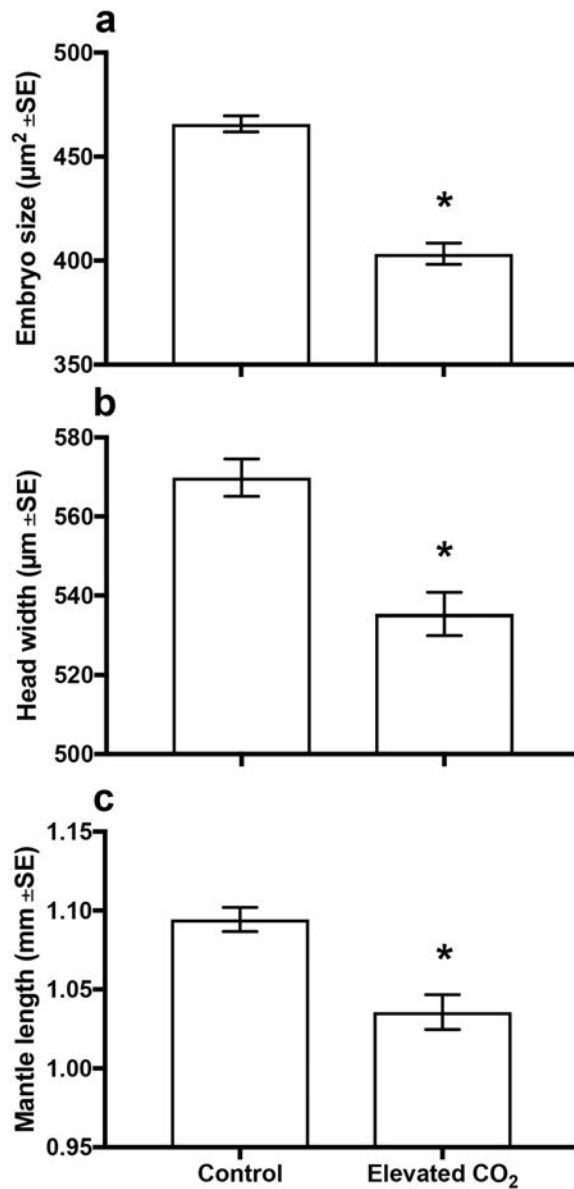 a
Embryo size (µm² ±SE)
500
450
400
350
*
b
Head width (µm ±SE)
580
560
540
520
500
*
c
Mantle length (mm ±SE)
1.15
1.10
1.05
1.00
0.95
*
Control Elevated CO₂